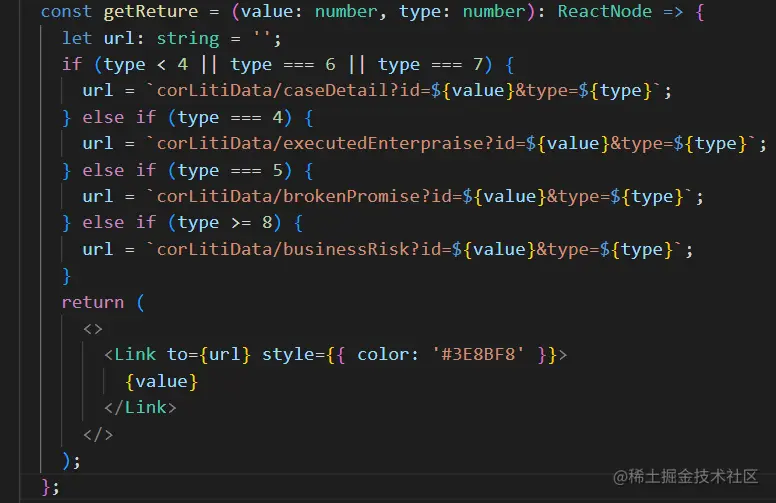 const getReture = (value: number, type: number): ReactNode => {
  let url: string = '';
  if (type < 4 || type === 6 || type === 7) {
    url = `corLitiData/caseDetail?id=${value}&type=${type}`;
  } else if (type === 4) {
    url = `corLitiData/executedEnterpraise?id=${value}&type=${type}`;
  } else if (type === 5) {
    url = `corLitiData/brokenPromise?id=${value}&type=${type}`;
  } else if (type >= 8) {
    url = `corLitiData/businessRisk?id=${value}&type=${type}`;
  }
  return (
    <>
      <Link to={url} style={{ color: '#3E8BF8' }}>
        {value}
      </Link>
    </>
  );
};
@稀土掘金技术社区